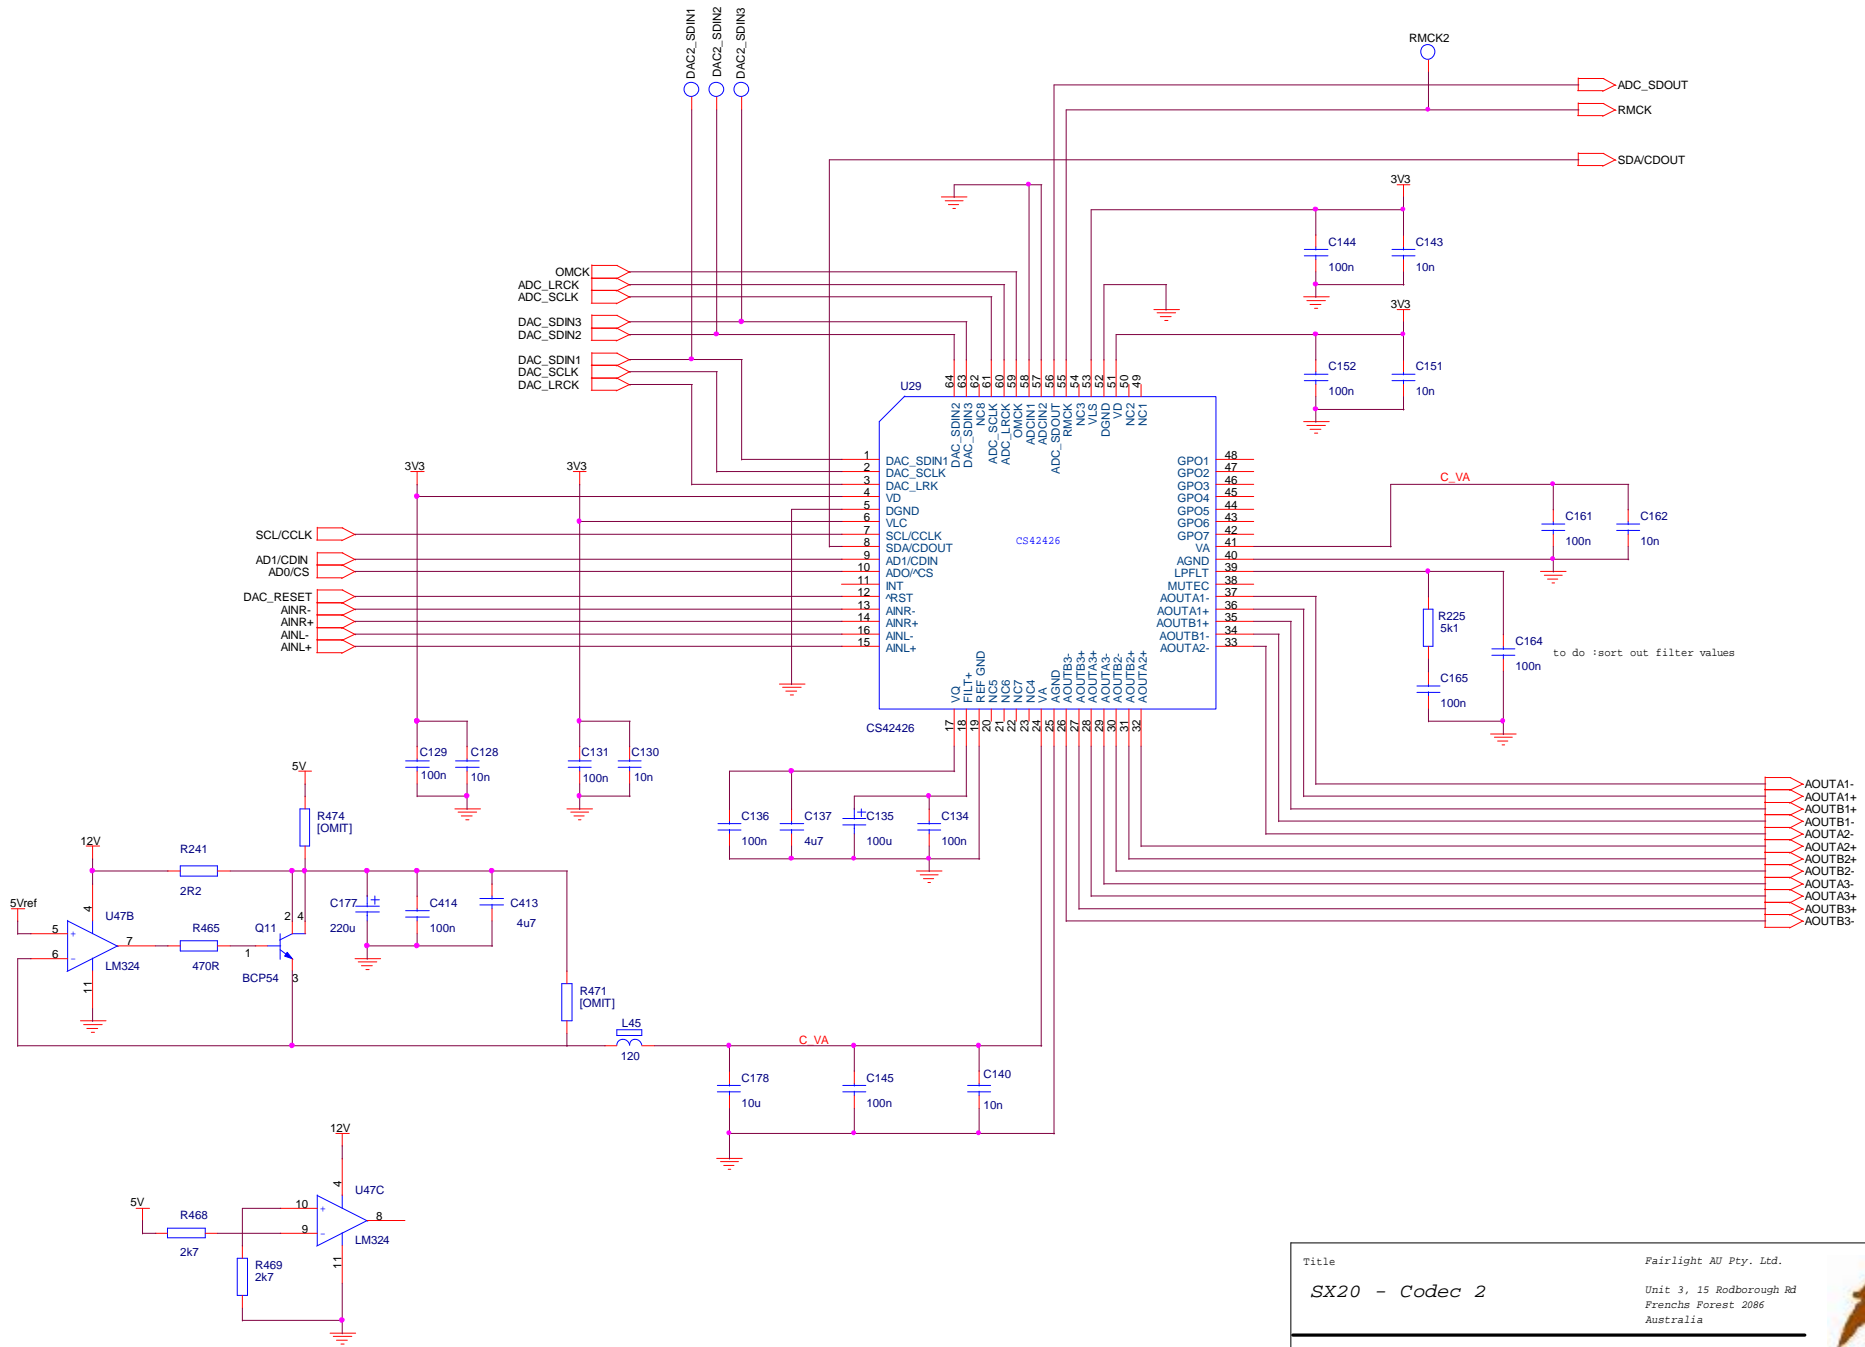 DAC2_SDIN1
DAC2_SDIN2
DAC2_SDIN3
RMCK2
ADC_SDOUT
RMCK
SDA/CDOUT
3V3
C144
100n
C143
10n
OMCK
ADC_LRCK
ADC_SCLK
DAC_SDIN3
DAC_SDIN2
DAC_SDIN1
DAC_SCLK
DAC_LRCK
3V3
C152
100n
C151
10n
U29
64 63 62 61 60 59 58 57 56 55 54 53 52 51 50 49
DAC_SDIN2
DAC_SDIN3
NC8
ADC_SCLK
ADC_LRCK
OMCK
ADCIN1
ADCIN2
ADC_SDOUT
RMCK
NC3
VLS
DGND
VD
NC2
NC1
1 DAC_SDIN1
2 DAC_SCLK
3 DAC_LRK
4 VD
5 DGND
6 VLC
7 SCL/CCLK
8 SDA/CDOUT
9 AD1/CDIN
10 ADO/^CS
11 INT
12 ^RST
13 AINR-
14 AINR+
16 AINL-
15 AINL+
CS42426
GPO1 48
GPO2 47
GPO3 46
GPO4 45
GPO5 44
GPO6 43
GPO7 42
VA 41
AGND 40
LPFLT 39
MUTEC 38
AOUTA1- 37
AOUTA1+ 36
AOUTB1+ 35
AOUTB1- 34
AOUTA2- 33
VQ
FILT+
REF GND
NC5
NC6
NC7
NC4
VA
AGND
AOUTB3-
AOUTB3+
AOUTA3+
AOUTA3-
AOUTB2-
AOUTB2+
AOUTA2+
17 18 19 20 21 22 23 24 25 26 27 28 29 30 31 32
CS42426
3V3
3V3
SCL/CCLK
AD1/CDIN
AD0/CS
DAC_RESET
AINR-
AINR+
AINL-
AINL+
C_VA
C161
100n
C162
10n
R225
5k1
C164
100n
C165
100n
to do :sort out filter values
C129
100n
C128
10n
C131
100n
C130
10n
C136
100n
C137
4u7
+
C135
100u
C134
100n
AOUTA1-
AOUTA1+
AOUTB1+
AOUTB1-
AOUTA2-
AOUTA2+
AOUTB2+
AOUTB2-
AOUTA3-
AOUTA3+
AOUTB3+
AOUTB3-
5V
R474
[OMIT]
12V
R241
2R2
5Vref
4
U47B
5
+
6
-
7
11
LM324
R465
470R
Q11
2 4
1
3
BCP54
C177
+
220u
C414
100n
C413
4u7
R471
[OMIT]
L45
120
C_VA
C178
10u
C145
100n
C140
10n
12V
4
U47C
5V
R468
2k7
10
+
9
-
8
LM324
11
R469
2k7
Title
SX20 - Codec 2
Fairlight AU Pty. Ltd.
Unit 3, 15 Rodborough Rd
Frenchs Forest 2086
Australia